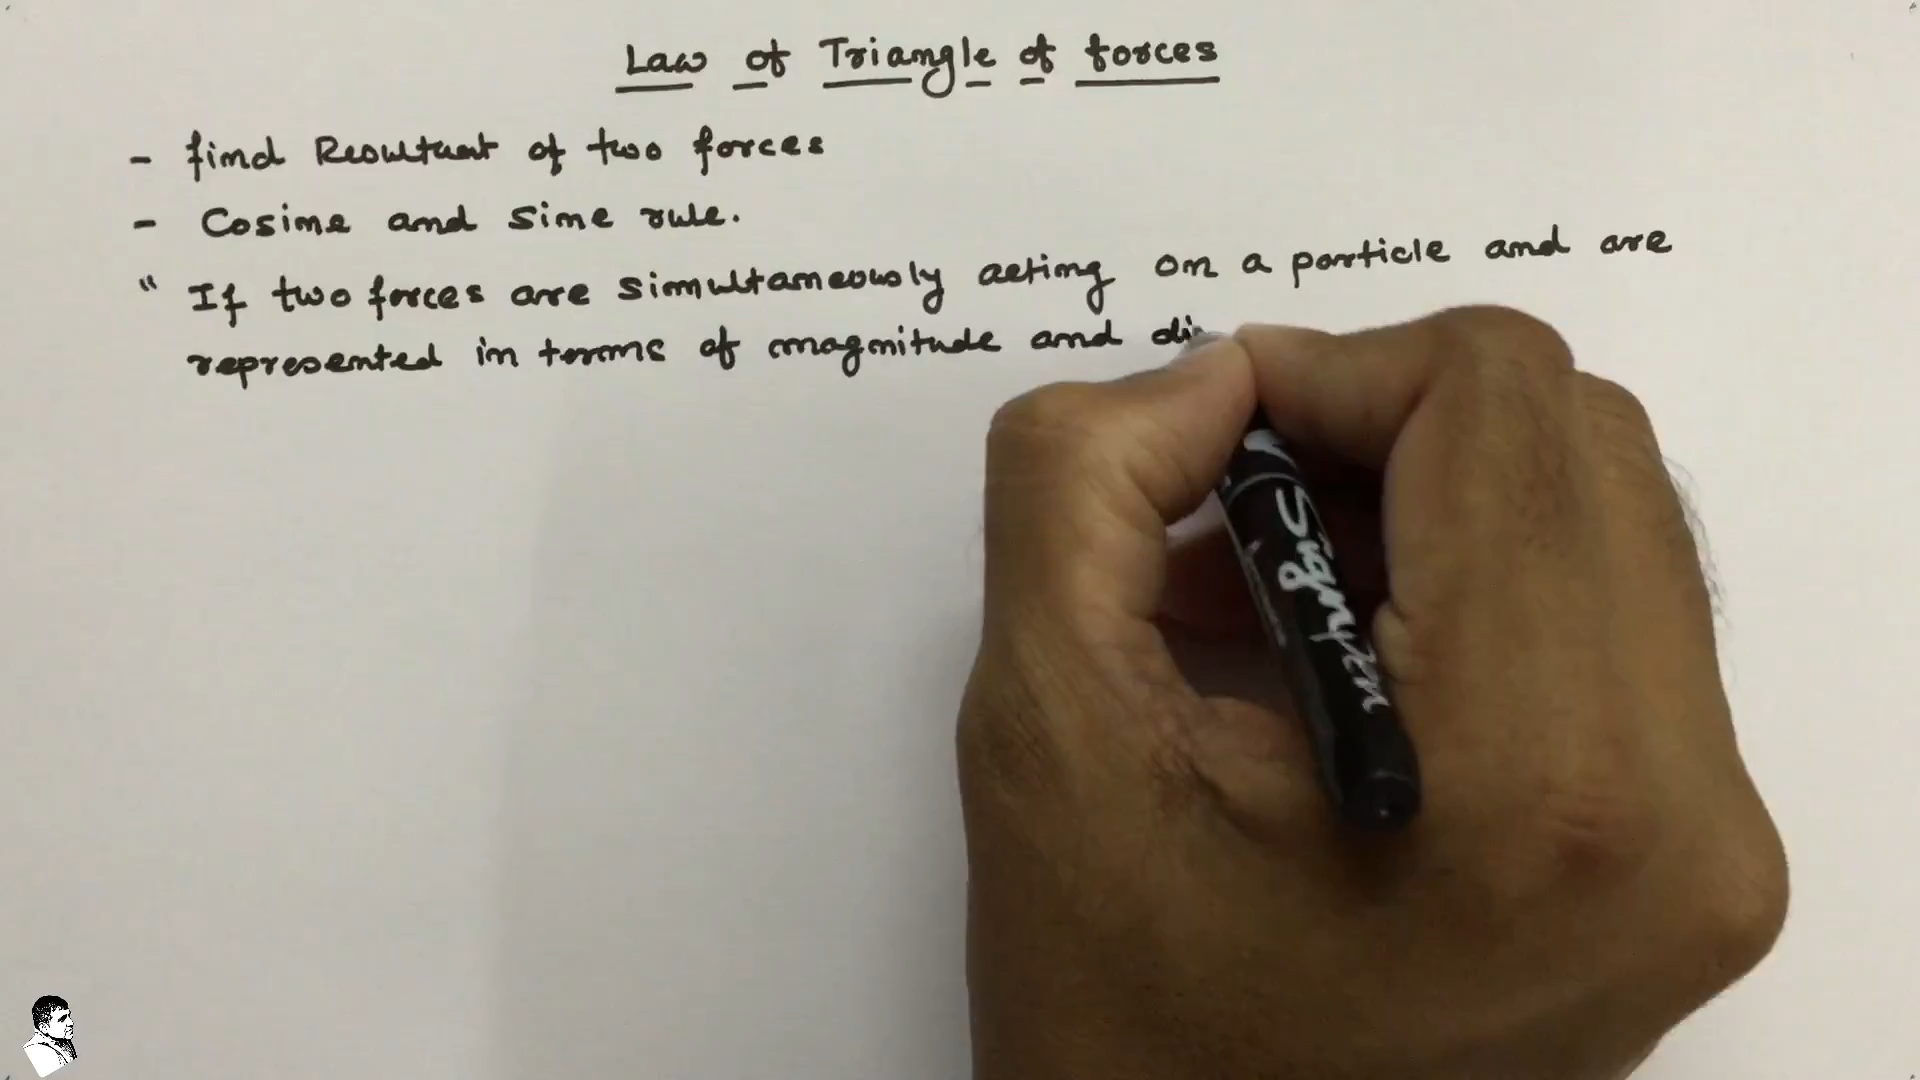 Law of Triangle of forces
- find Resultant of two forces
- Cosine and Sine rule.
" If two forces are simultaneously acting on a particle and are
represented in terms of magnitude and di
Signpen